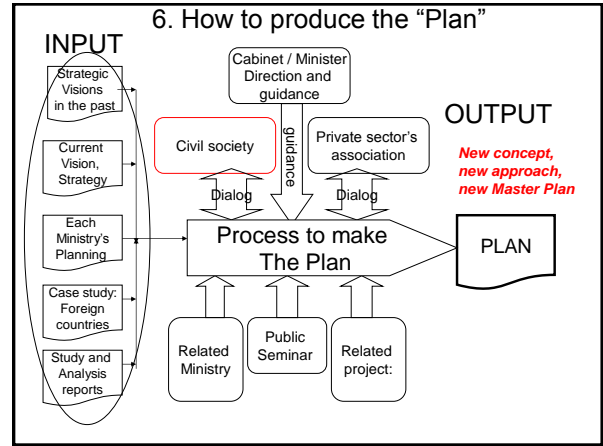 6. How to produce the “Plan”
INPUT
Strategic
Visions
in the past
Current
Vision,
Strategy
Each
Ministry’s
Planning
Case study:
Foreign
countries
Study and
Analysis
reports
Cabinet / Minister
Direction and
guidance
Civil society
guidance
Private sector’s
association
Dialog
Dialog
Process to make
The Plan
Related
Ministry
Public
Seminar
Related
project:
OUTPUT
New concept,
new approach,
new Master Plan
PLAN